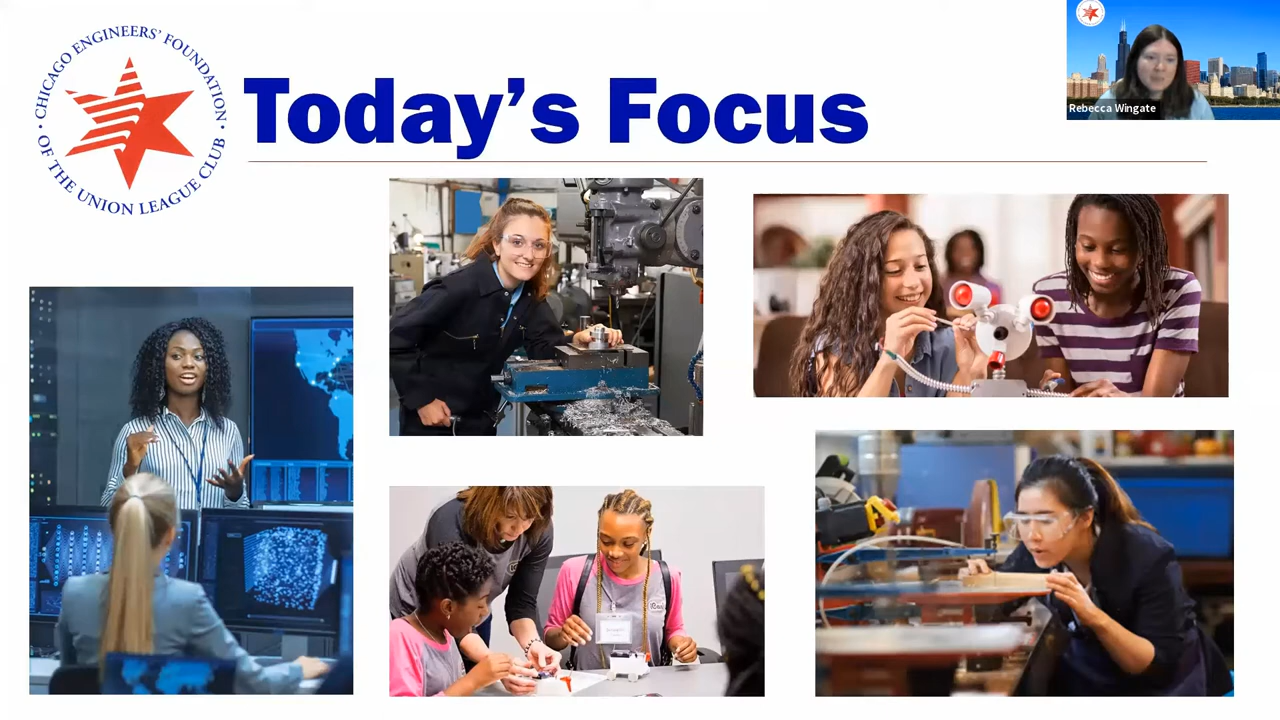 CHICAGO ENGINEERS' FOUNDATION
OF THE UNION LEAGUE CLUB
Today's Focus
Rebecca Wingate